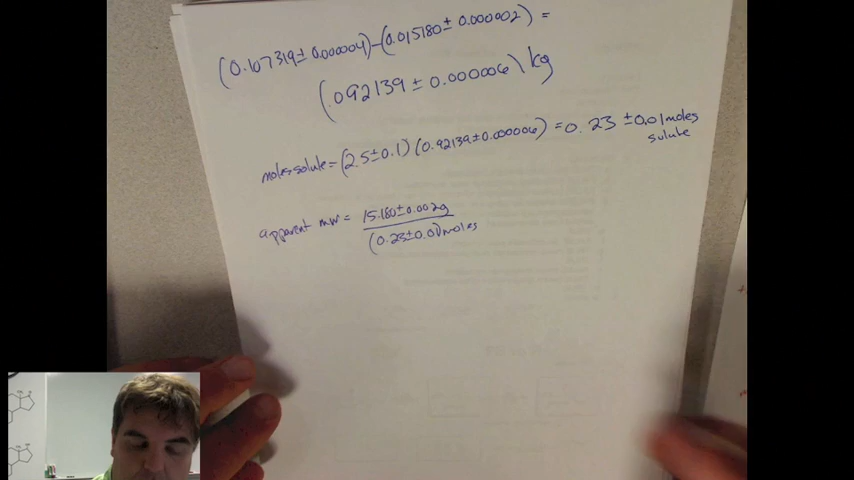 (0.107319 ± 0.000004) - (0.015180 ± 0.000002) =
(.092139 ± 0.000006) kg
moles solute = (2.5 ± 0.1)(0.92139 ± 0.000006) = 0.23 ± 0.01 moles
solute
apparent mw = 15.180 ± 0.002g
(0.23 ± 0.01) moles